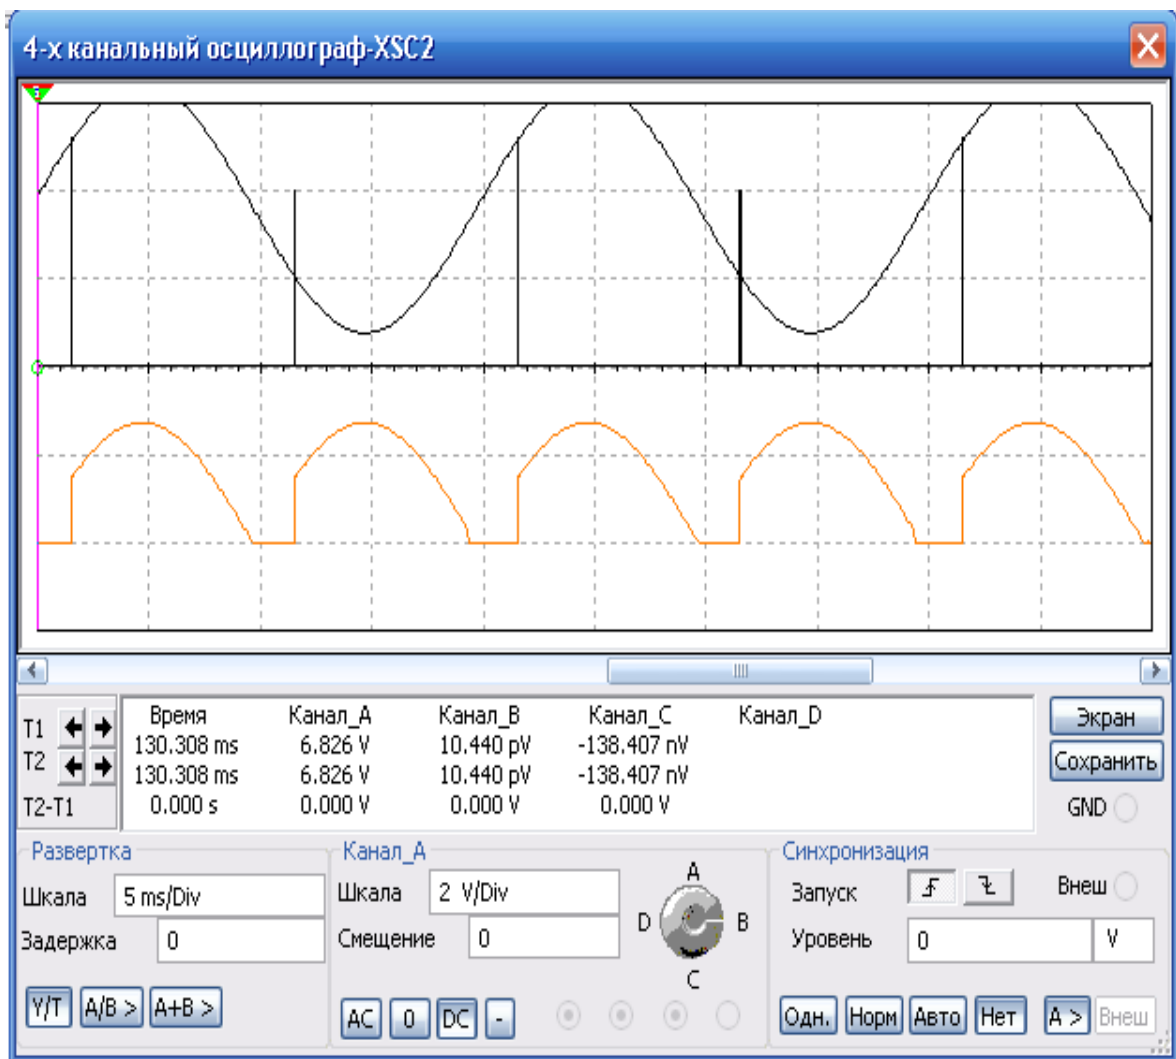 4-х канальный осциллограф-XSC2
Время Канал_A Канал_B Канал_C Канал_D
T1 130.308 ms 6.826 V 10.440 pV -138.407 nV
T2 130.308 ms 6.826 V 10.440 pV -138.407 nV
T2-T1 0.000 s 0.000 V 0.000 V 0.000 V
Экран
Сохранить
GND
Развертка
Шкала 5 ms/Div
Задержка 0
Y/T A/B > A+B >
Канал_A
Шкала 2 V/Div
Смещение 0
A
D B
C
AC 0 DC -
Синхронизация
Запуск Внеш
Уровень 0 V
Одн. Норм Авто Нет A > Внеш